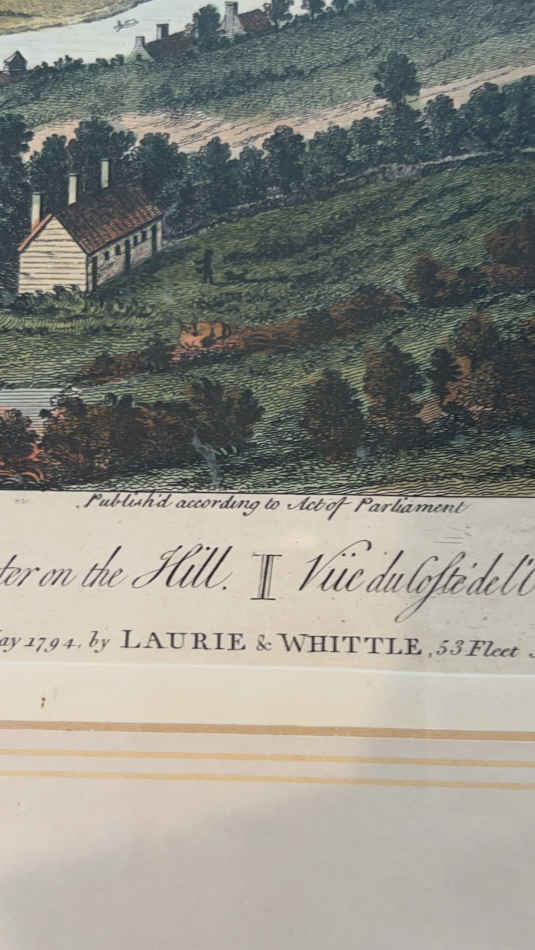 Publish'd according to Act of Parliament
ter on the Hill. I Vüe du Costé de l'
ay 1794, by LAURIE & WHITTLE, 53 Fleet